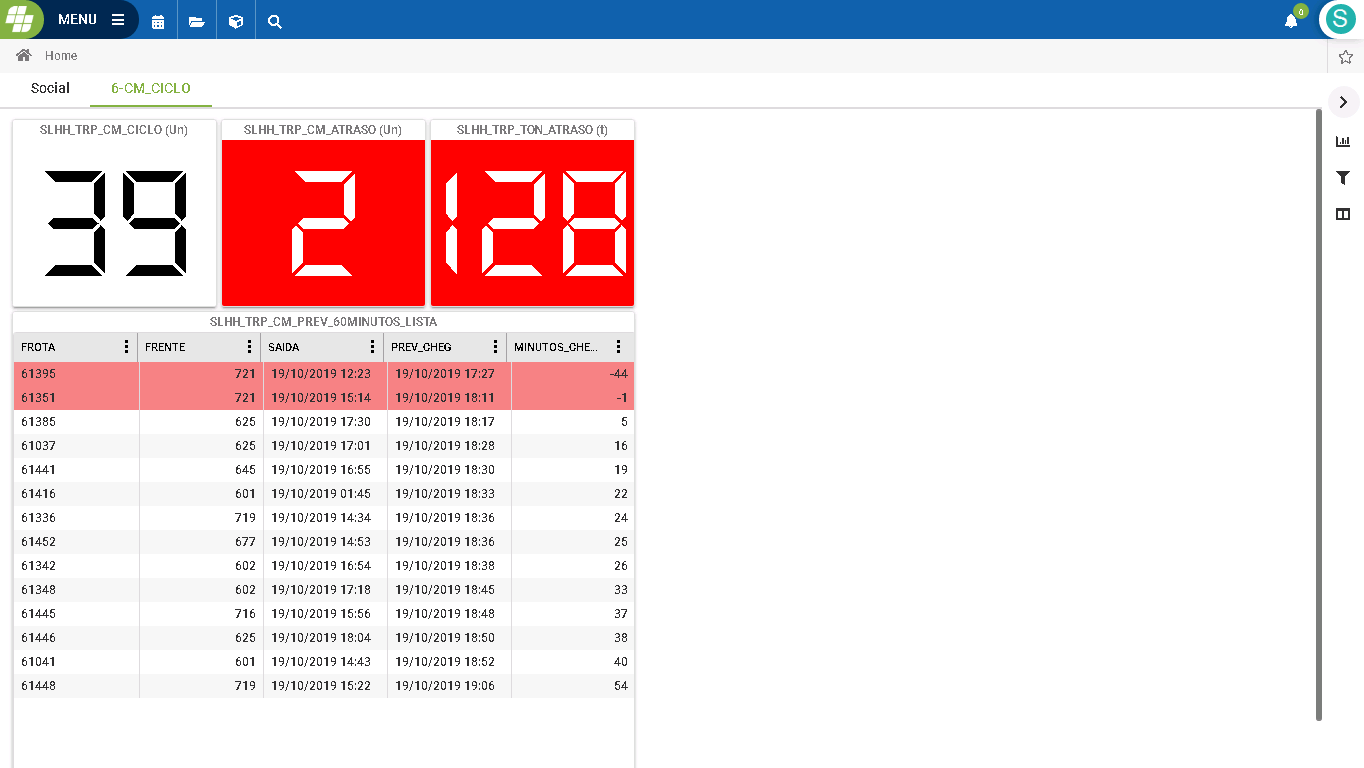 MENU
0
S
Home
Social 6-CM_CICLO
SLHH_TRP_CM_CICLO (Un) SLHH_TRP_CM_ATRASO (Un) SLHH_TRP_TON_ATRASO (t)
39 2 128
SLHH_TRP_CM_PREV_60MINUTOS_LISTA
FROTA FRENTE SAIDA PREV_CHEG MINUTOS_CHE...
61395 721 19/10/2019 12:23 19/10/2019 17:27 -44
61351 721 19/10/2019 15:14 19/10/2019 18:11 -1
61385 625 19/10/2019 17:30 19/10/2019 18:17 5
61037 625 19/10/2019 17:01 19/10/2019 18:28 16
61441 645 19/10/2019 16:55 19/10/2019 18:30 19
61416 601 19/10/2019 01:45 19/10/2019 18:33 22
61336 719 19/10/2019 14:34 19/10/2019 18:36 24
61452 677 19/10/2019 14:53 19/10/2019 18:36 25
61342 602 19/10/2019 16:54 19/10/2019 18:38 26
61348 602 19/10/2019 17:18 19/10/2019 18:45 33
61445 716 19/10/2019 15:56 19/10/2019 18:48 37
61446 625 19/10/2019 18:04 19/10/2019 18:50 38
61041 601 19/10/2019 14:43 19/10/2019 18:52 40
61448 719 19/10/2019 15:22 19/10/2019 19:06 54